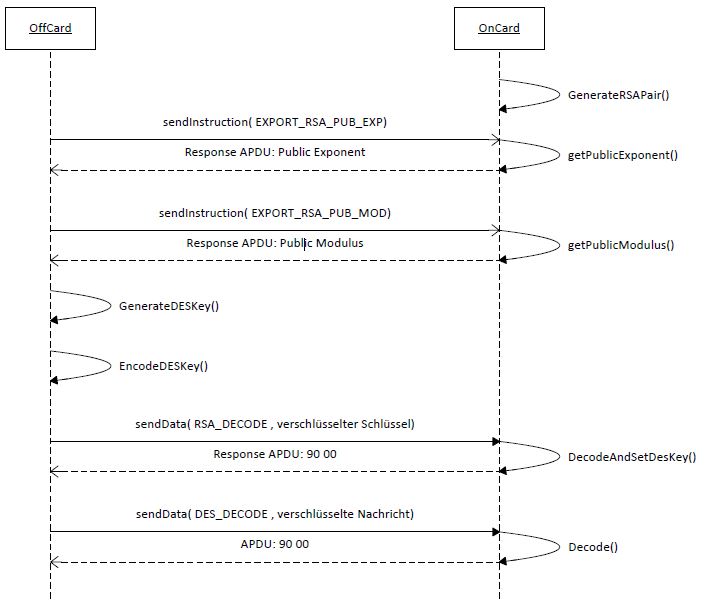 OffCard
OnCard
GenerateRSAPair()
sendInstruction( EXPORT_RSA_PUB_EXP)
Response APDU: Public Exponent
getPublicExponent()
sendInstruction( EXPORT_RSA_PUB_MOD)
Response APDU: Public Modulus
getPublicModulus()
GenerateDESKey()
EncodeDESKey()
sendData( RSA_DECODE , verschlüsselter Schlüssel)
Response APDU: 90 00
DecodeAndSetDesKey()
sendData( DES_DECODE , verschlüsselte Nachricht)
APDU: 90 00
Decode()